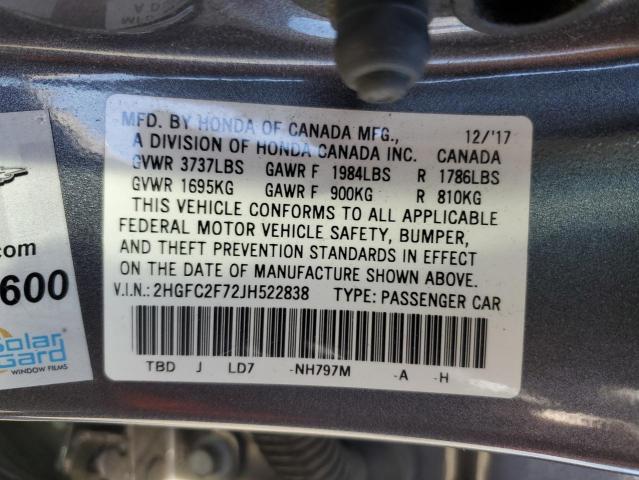 MFD. BY HONDA OF CANADA MFG., 12/'17
A DIVISION OF HONDA CANADA INC. CANADA
GVWR 3737LBS GAWR F 1984LBS R 1786LBS
GVWR 1695KG GAWR F 900KG R 810KG
THIS VEHICLE CONFORMS TO ALL APPLICABLE
FEDERAL MOTOR VEHICLE SAFETY, BUMPER,
AND THEFT PREVENTION STANDARDS IN EFFECT
ON THE DATE OF MANUFACTURE SHOWN ABOVE.
V.I.N.: 2HGFC2F72JH522838 TYPE: PASSENGER CAR
TBD J LD7 -NH797M -A -H
.com
600
Solar
Gard
WINDOW FILMS